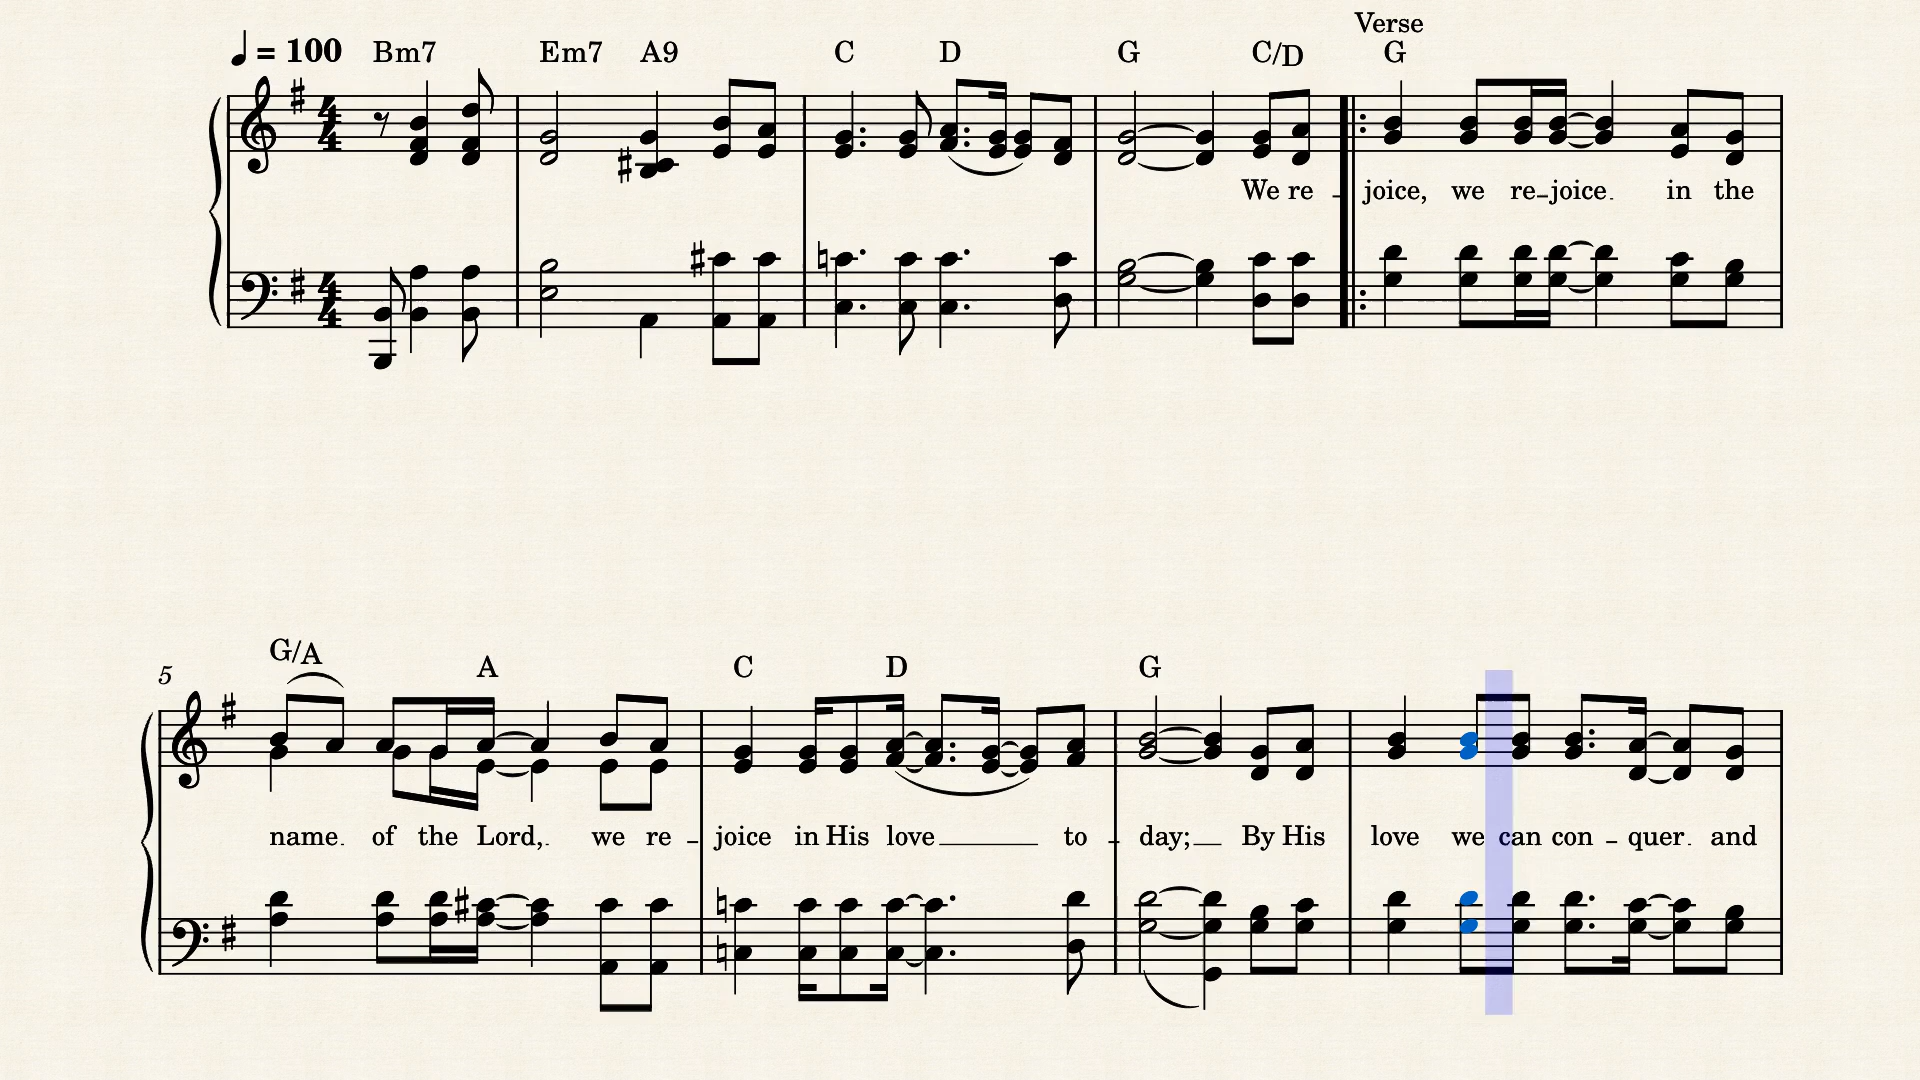 Verse
♩ = 100 Bm7 Em7 A9 C D G C/D G
We re - joice, we re-joice. in the
5 G/A A C D G
name. of the Lord,. we re - joice in His love to - day; By His love we can con - quer. and